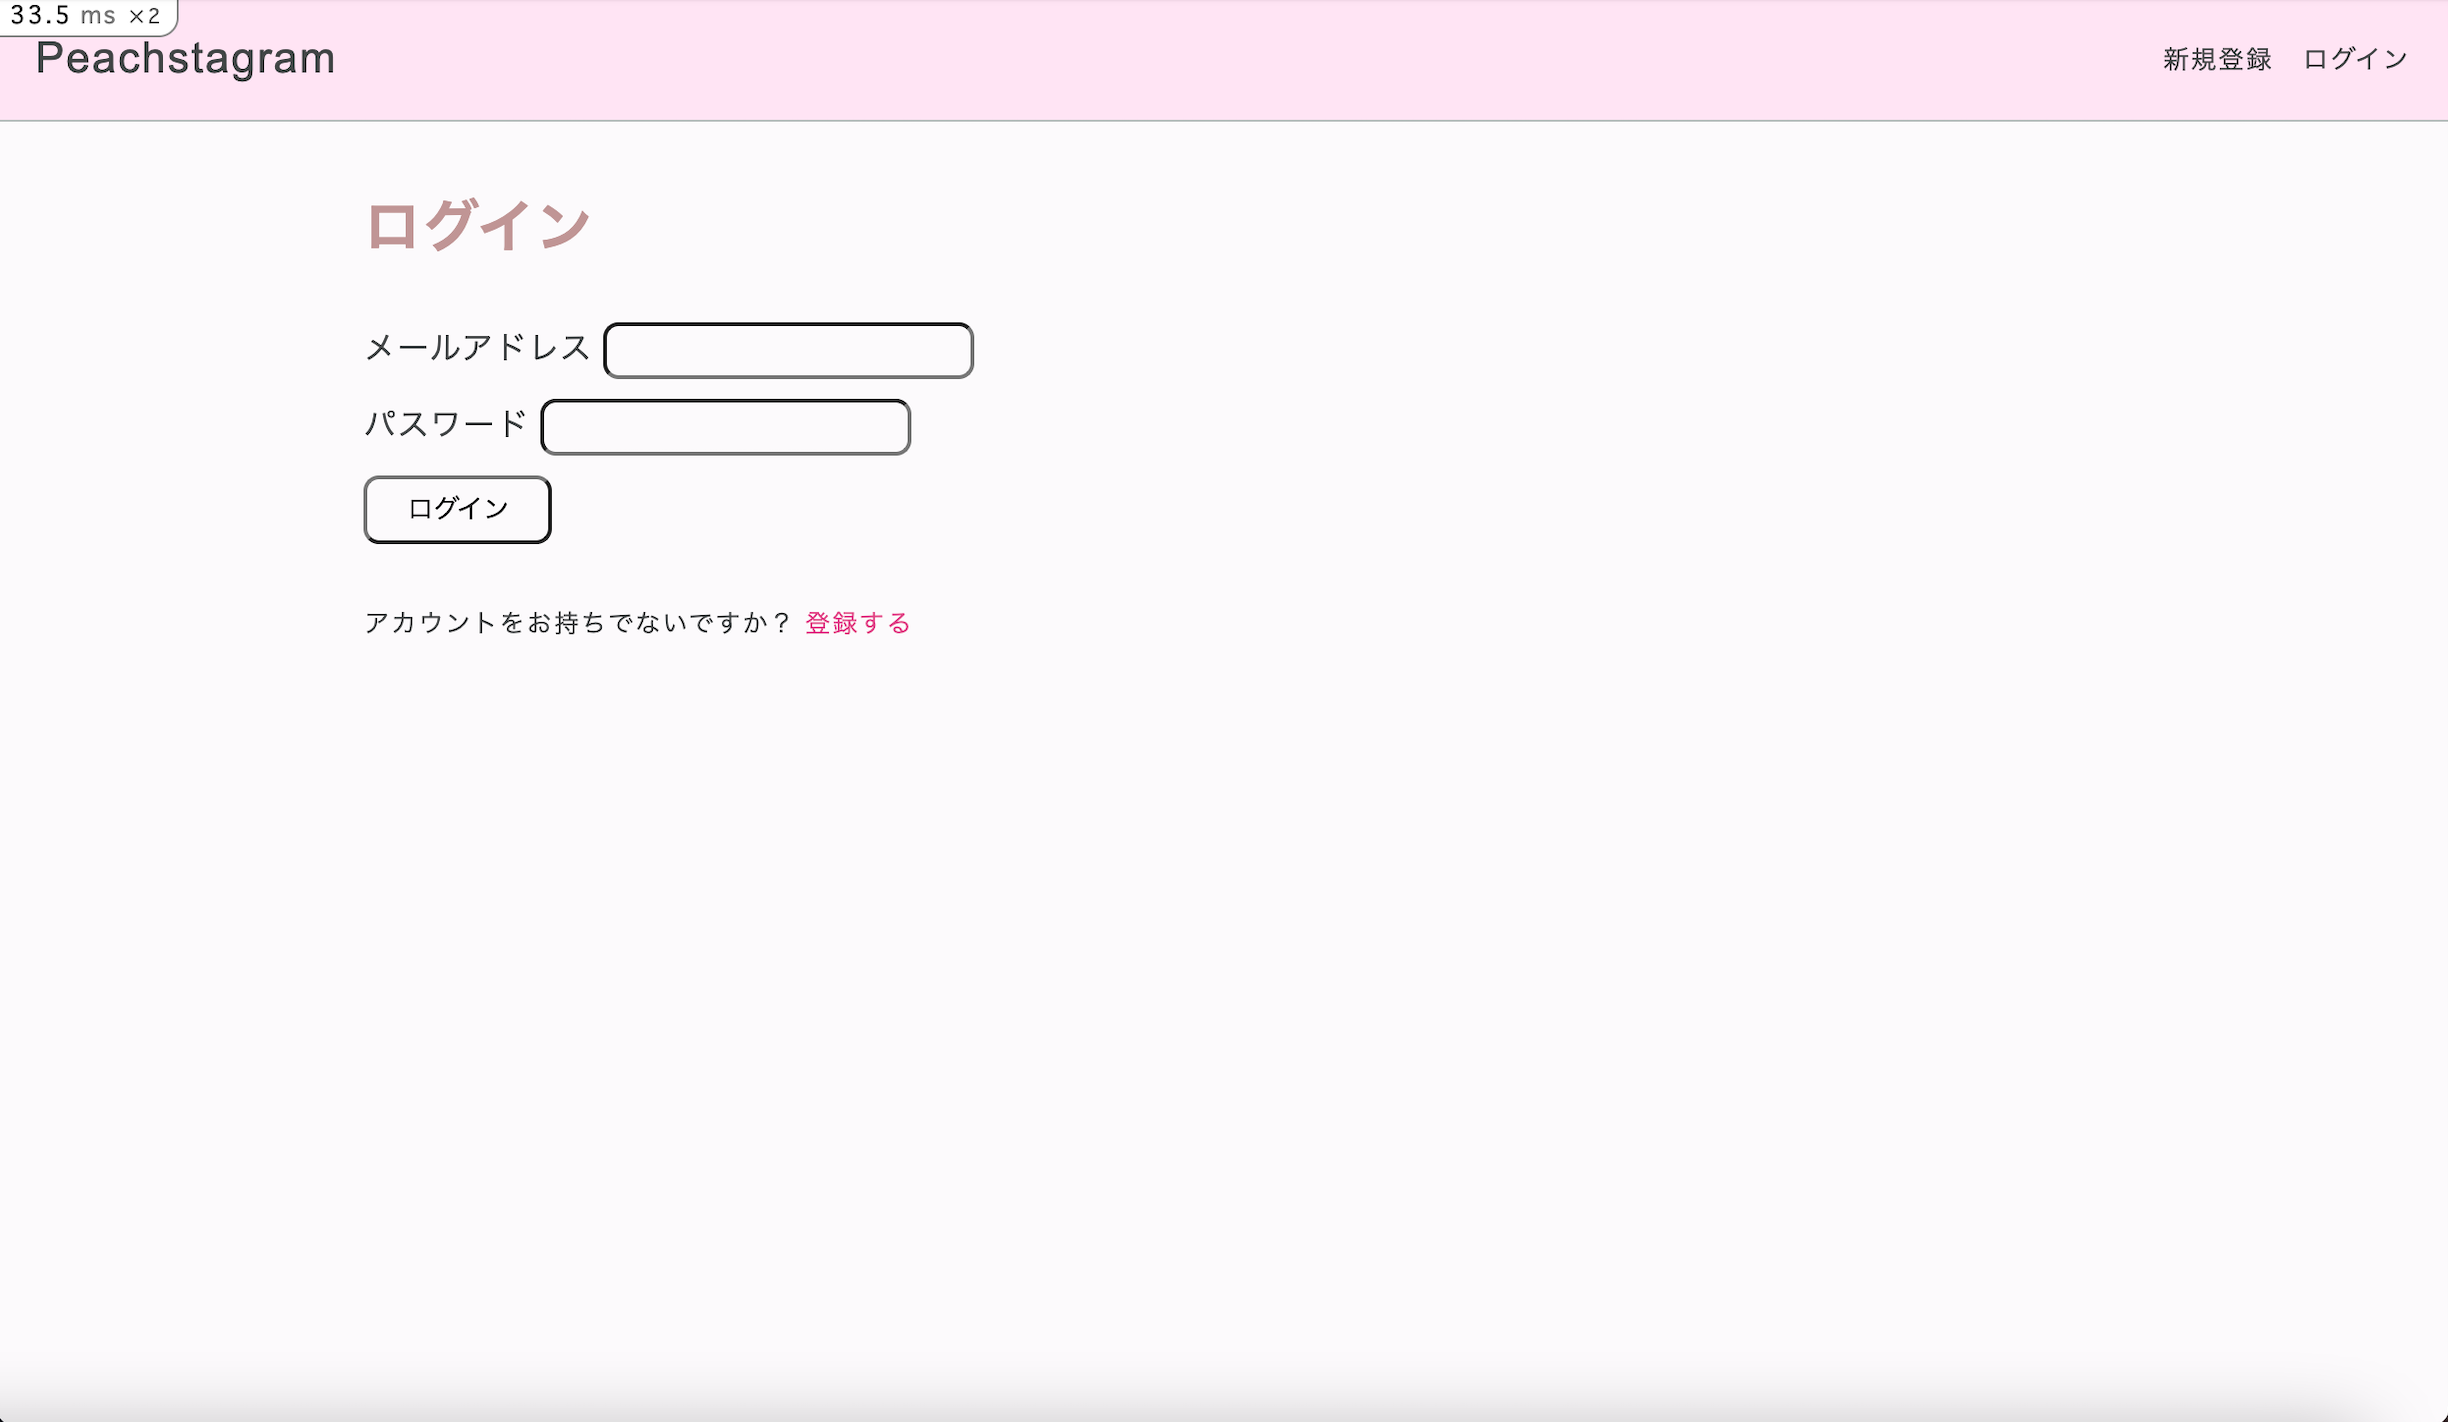 33.5 ms ×2
Peachstagram
新規登録 ログイン
ログイン
メールアドレス
パスワード
ログイン
アカウントをお持ちでないですか？ 登録する